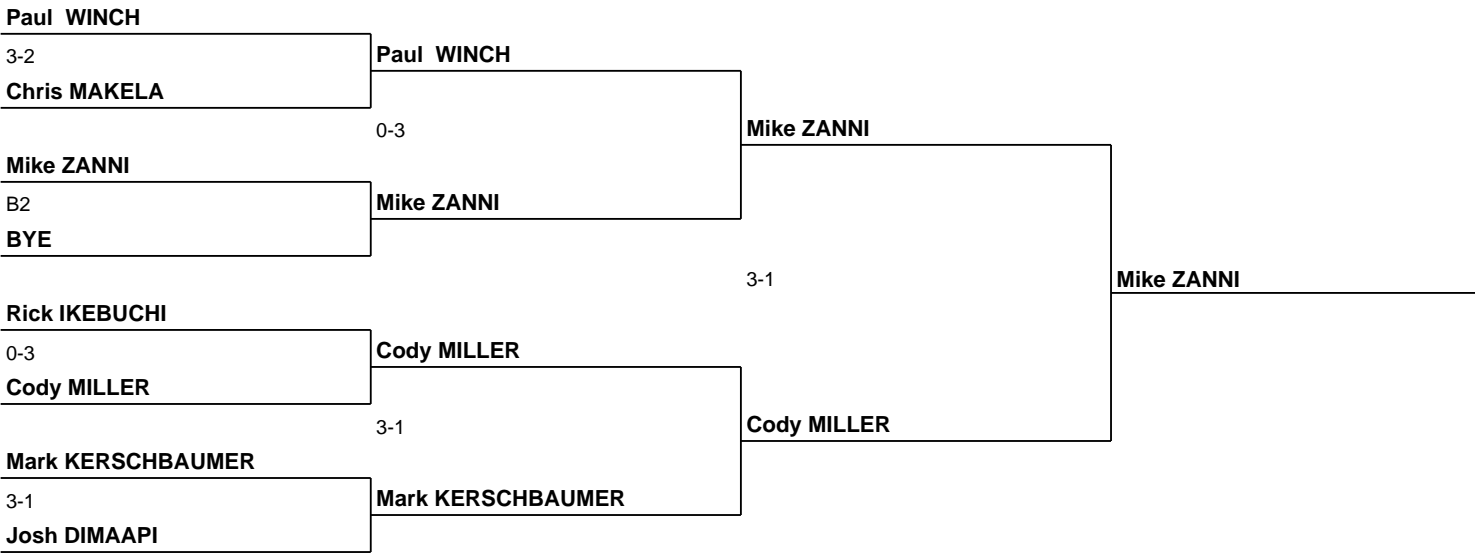 Paul  WINCH
3-2
Paul  WINCH
Chris MAKELA
0-3
Mike ZANNI
Mike ZANNI
B2
Mike ZANNI
BYE
3-1
Mike ZANNI
Rick IKEBUCHI
0-3
Cody MILLER
Cody MILLER
3-1
Cody MILLER
Mark KERSCHBAUMER
3-1
Mark KERSCHBAUMER
Josh DIMAAPI